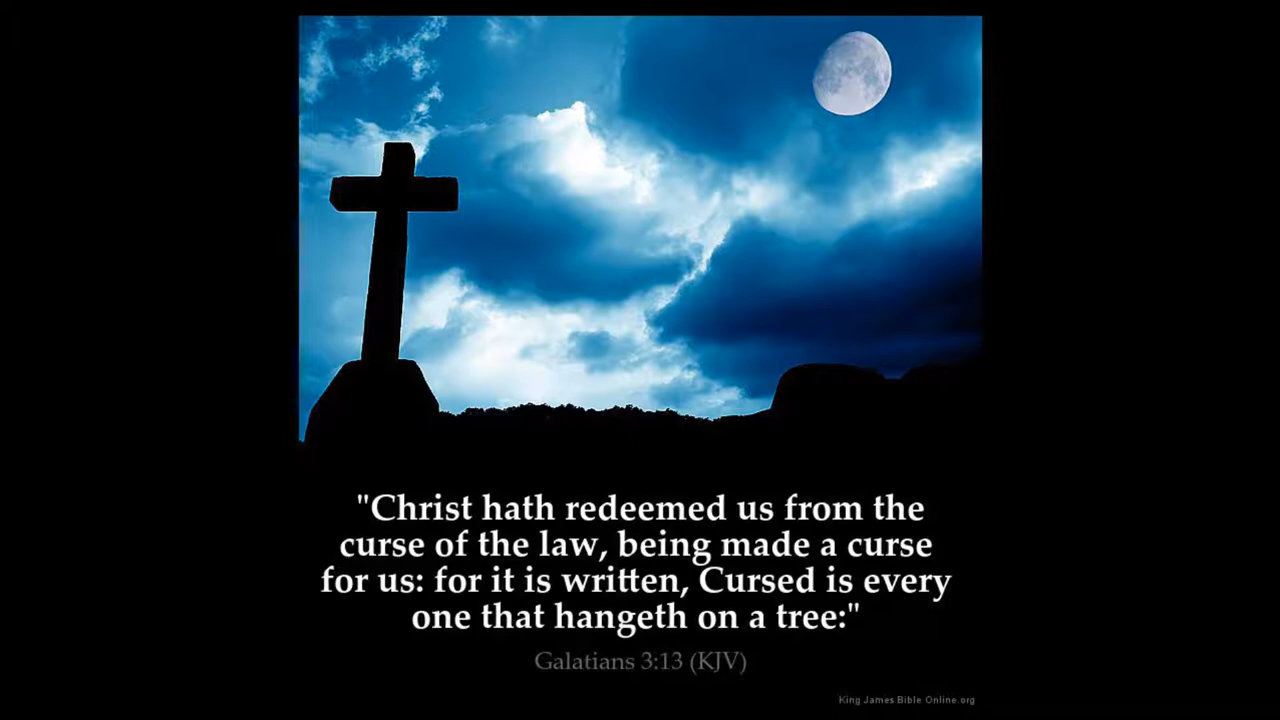 "Christ hath redeemed us from the
curse of the law, being made a curse
for us: for it is written, Cursed is every
one that hangeth on a tree:"
Galatians 3:13 (KJV)
King James Bible Online.org